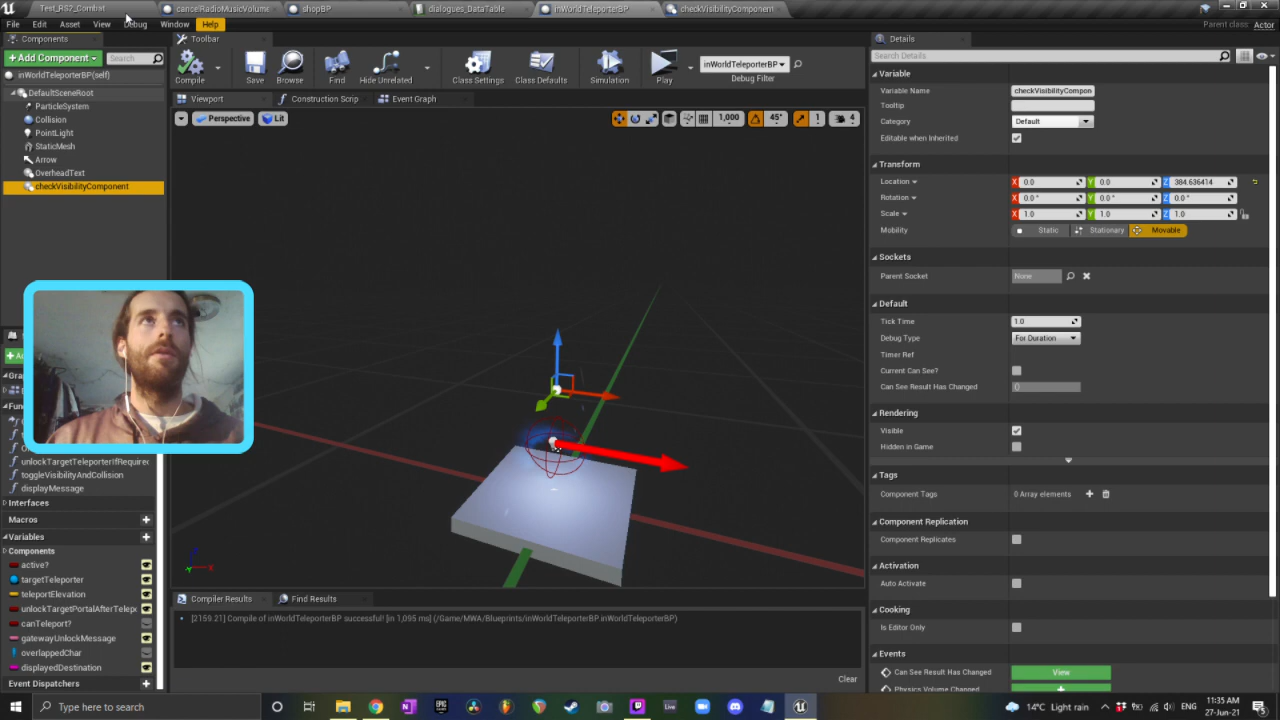 Test_RS2_Combat
cancelRadioMusicVolume
shopBP
dialogues_DataTable
inWorldTeleporterBP
checkVisibilityComponent
File Edit Asset View Debug Window Help
Parent class: Actor
Components
Toolbar
Details
+ Add Component
Search
Compile
Save
Browse
Find
Hide Unrelated
Class Settings
Class Defaults
Simulation
Play
inWorldTeleporterBP
Debug Filter
inWorldTeleporterBP(self)
DefaultSceneRoot
ParticleSystem
Collision
PointLight
StaticMesh
Arrow
OverheadText
checkVisibilityComponent
Viewport
Construction Scrip
Event Graph
Perspective
Lit
1,000
45°
1
4
Search Details
Variable
Variable Name checkVisibilityCompon
Tooltip
Category Default
Editable when Inherited
Transform
Location X 0.0 Y 0.0 Z 384.636414
Rotation X 0.0 ° Y 0.0 ° Z 0.0 °
Scale X 1.0 Y 1.0 Z 1.0
Mobility Static Stationary Movable
Sockets
Parent Socket None
Default
Tick Time 1.0
Debug Type For Duration
Timer Ref
Current Can See?
Can See Result Has Changed ()
Rendering
Visible
Hidden in Game
Tags
Component Tags 0 Array elements
Component Replication
Component Replicates
Activation
Auto Activate
Cooking
Is Editor Only
Events
Can See Result Has Changed View
Physics Volume Changed
unlockTargetTeleporterIfRequired
toggleVisibilityAndCollision
displayMessage
Interfaces
Macros
Variables
Components
active?
targetTeleporter
teleportElevation
unlockTargetPortalAfterTelepo
canTeleport?
gatewayUnlockMessage
overlappedChar
displayedDestination
Event Dispatchers
Compiler Results
Find Results
[2159.21] Compile of inWorldTeleporterBP successful! [in 1,095 ms] (/Game/MWA/Blueprints/inWorldTeleporterBP.inWorldTeleporterBP)
Clear
Type here to search
Live
14°C Light rain
ENG
11:35 AM
27-Jun-21